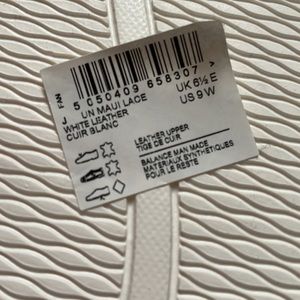 J FAN
5 050409 658307 >
UN MAUI LACE
WHITE LEATHER
CUIR BLANC
UK 6½ E
US 9 W
LEATHER UPPER
TIGE DE CUIR
BALANCE MAN MADE
MATERIAUX SYNTHETIQUES
POUR LE RESTE